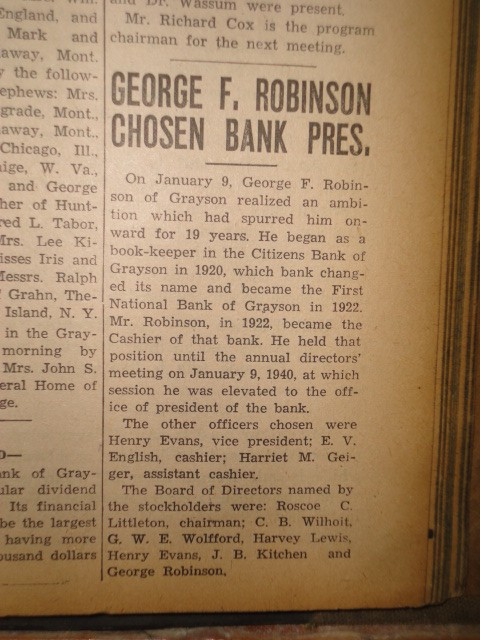 England, and
Mark and
away, Mont.
the follow-
ephews: Mrs.
grade, Mont.,
away, Mont.,
Chicago, Ill.,
aige, W. Va.,
and George
her of Hunt-
red L. Tabor,
Mrs. Lee Ki-
isses Iris and
Messrs. Ralph
Grahn, The-
Island, N. Y.
in the Gray-
morning by
Mrs. John S.
eral Home of
ge.
nk of Gray-
ular dividend
Its financial
be the largest
having more
ousand dollars
and Dr. Wassum were present.
Mr. Richard Cox is the program
chairman for the next meeting.
GEORGE F. ROBINSON
CHOSEN BANK PRES.
On January 9, George F. Robin-
son of Grayson realized an ambi-
tion which had spurred him on-
ward for 19 years. He began as a
book-keeper in the Citizens Bank of
Grayson in 1920, which bank chang-
ed its name and became the First
National Bank of Grayson in 1922.
Mr. Robinson, in 1922, became the
Cashier of that bank. He held that
position until the annual directors'
meeting on January 9, 1940, at which
session he was elevated to the off-
ice of president of the bank.
The other officers chosen were
Henry Evans, vice president; E. V.
English, cashier; Harriet M. Gei-
ger, assistant cashier.
The Board of Directors named by
the stockholders were: Roscoe C.
Littleton, chairman; C. B. Wilhoit,
G. W. E. Wolfford, Harvey Lewis,
Henry Evans, J. B. Kitchen and
George Robinson.